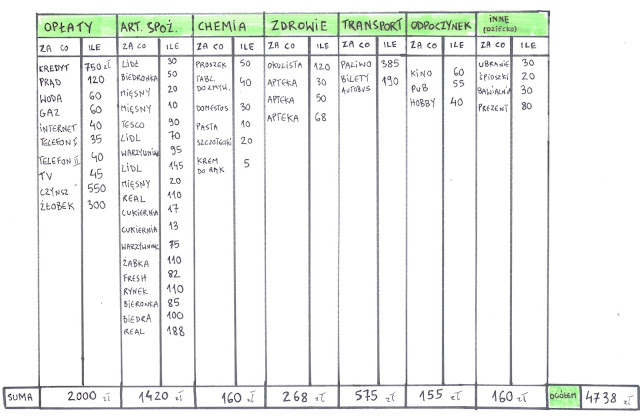 OPŁATY
ZA CO ILE
KREDYT 750 zł
PRĄD 120
WODA 60
GAZ 60
INTERNET 40
TELEFON I 35
TELEFON II 40
TV 45
CZYNSZ 550
ŻŁOBEK 300
ART. SPOŻ.
ZA CO ILE
LIDL 30
BIEDRONKA 50
MIĘSNY 20
MIĘSNY 10
TESCO 90
LIDL 70
WARZYWNIAK 95
LIDL 145
MIĘSNY 20
REAL 110
CUKIERNIA 17
CUKIERNIA 13
WARZYWNIAK 75
ŻABKA 110
FRESH 82
RYNEK 110
BIERONKA 85
BIEDRA 100
REAL 188
CHEMIA
ZA CO ILE
PROSZEK 50
TABL. 40
DO ZMYW.
DOMESTOS 30
PASTA 10
SZCZOTECZKI 20
KREM 5
DO RĄK
ZDROWIE
ZA CO ILE
OKULISTA 120
APTEKA 30
APTEKA 50
APTEKA 68
TRANSPORT
ZA CO ILE
PALIWO 385
BILETY 190
AUTOBUS
ODPOCZYNEK
ZA CO ILE
KINO 60
PUB 55
HOBBY 40
INNE
(DZIECKO)
ZA CO ILE
UBRANIE 30
ŚPIOSZKI 20
BAWIALNIA 30
PREZENT 80
SUMA 2000 zł 1420 zł 160 zł 268 zł 575 zł 155 zł 160 zł OGÓŁEM 4738 zł